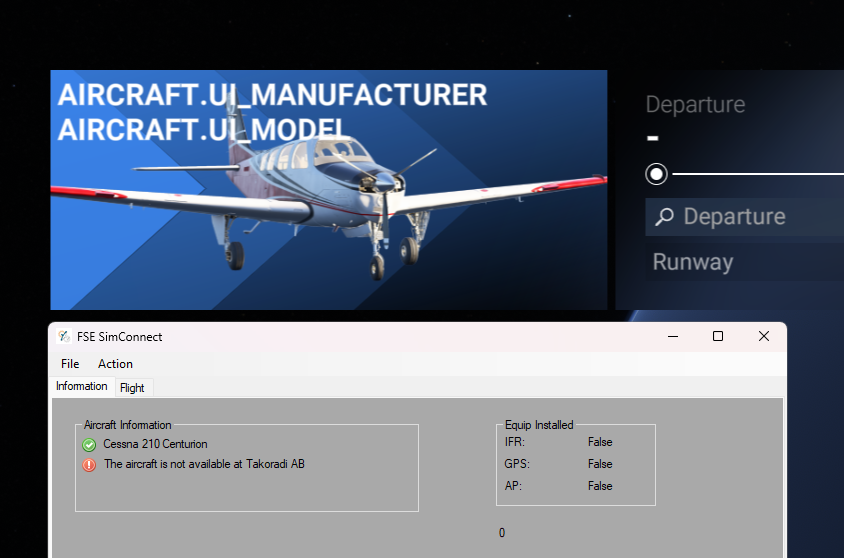 AIRCRAFT.UI_MANUFACTURER
AIRCRAFT.UI_MODEL
Departure
-
Departure
Runway
FSE SimConnect
File Action
Information Flight
Aircraft Information
Cessna 210 Centurion
The aircraft is not available at Takoradi AB
Equip Installed
IFR: False
GPS: False
AP: False
0